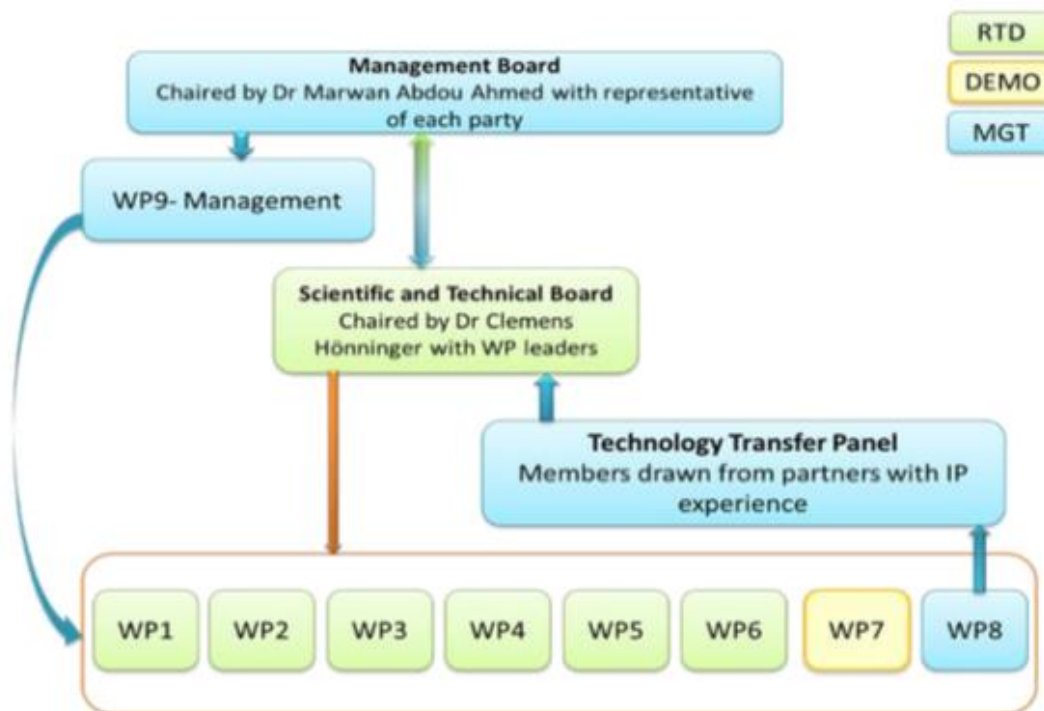 RTD
DEMO
MGT
Management Board
Chaired by Dr Marwan Abdou Ahmed with representative
of each party
WP9- Management
Scientific and Technical Board
Chaired by Dr Clemens
Hönninger with WP leaders
Technology Transfer Panel
Members drawn from partners with IP
experience
WP1
WP2
WP3
WP4
WP5
WP6
WP7
WP8